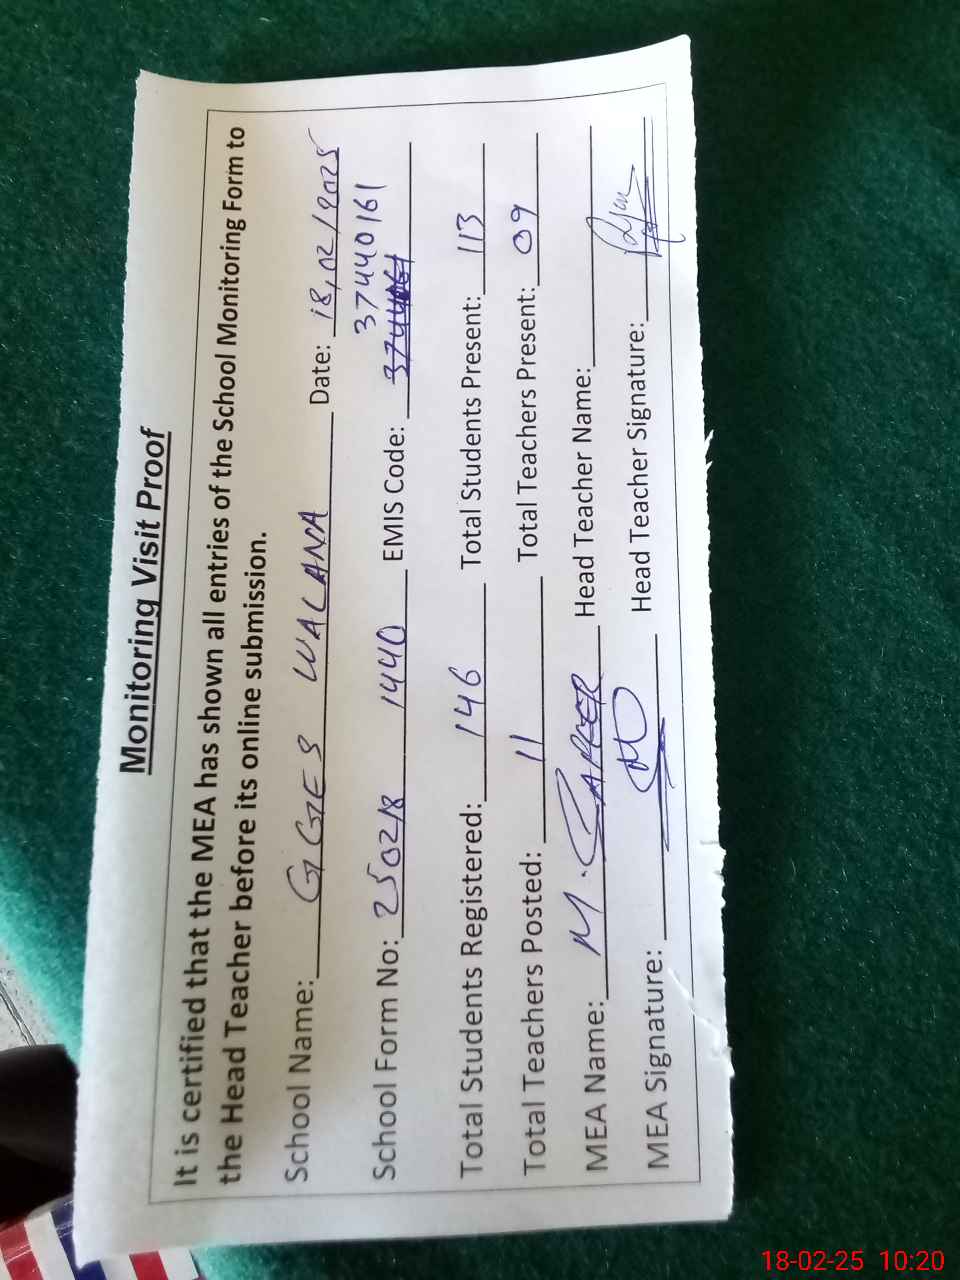 Monitoring Visit Proof
It is certified that the MEA has shown all entries of the School Monitoring Form to
the Head Teacher before its online submission.
School Name: GGES WALANA Date: 18,02/2025
37440161
School Form No: 250218 1440 EMIS Code:
Total Students Registered: 146 Total Students Present: 113
Total Teachers Posted: 11 Total Teachers Present: 09
MEA Name: M. Head Teacher Name:
MEA Signature: Head Teacher Signature:
18-02-25 10:20